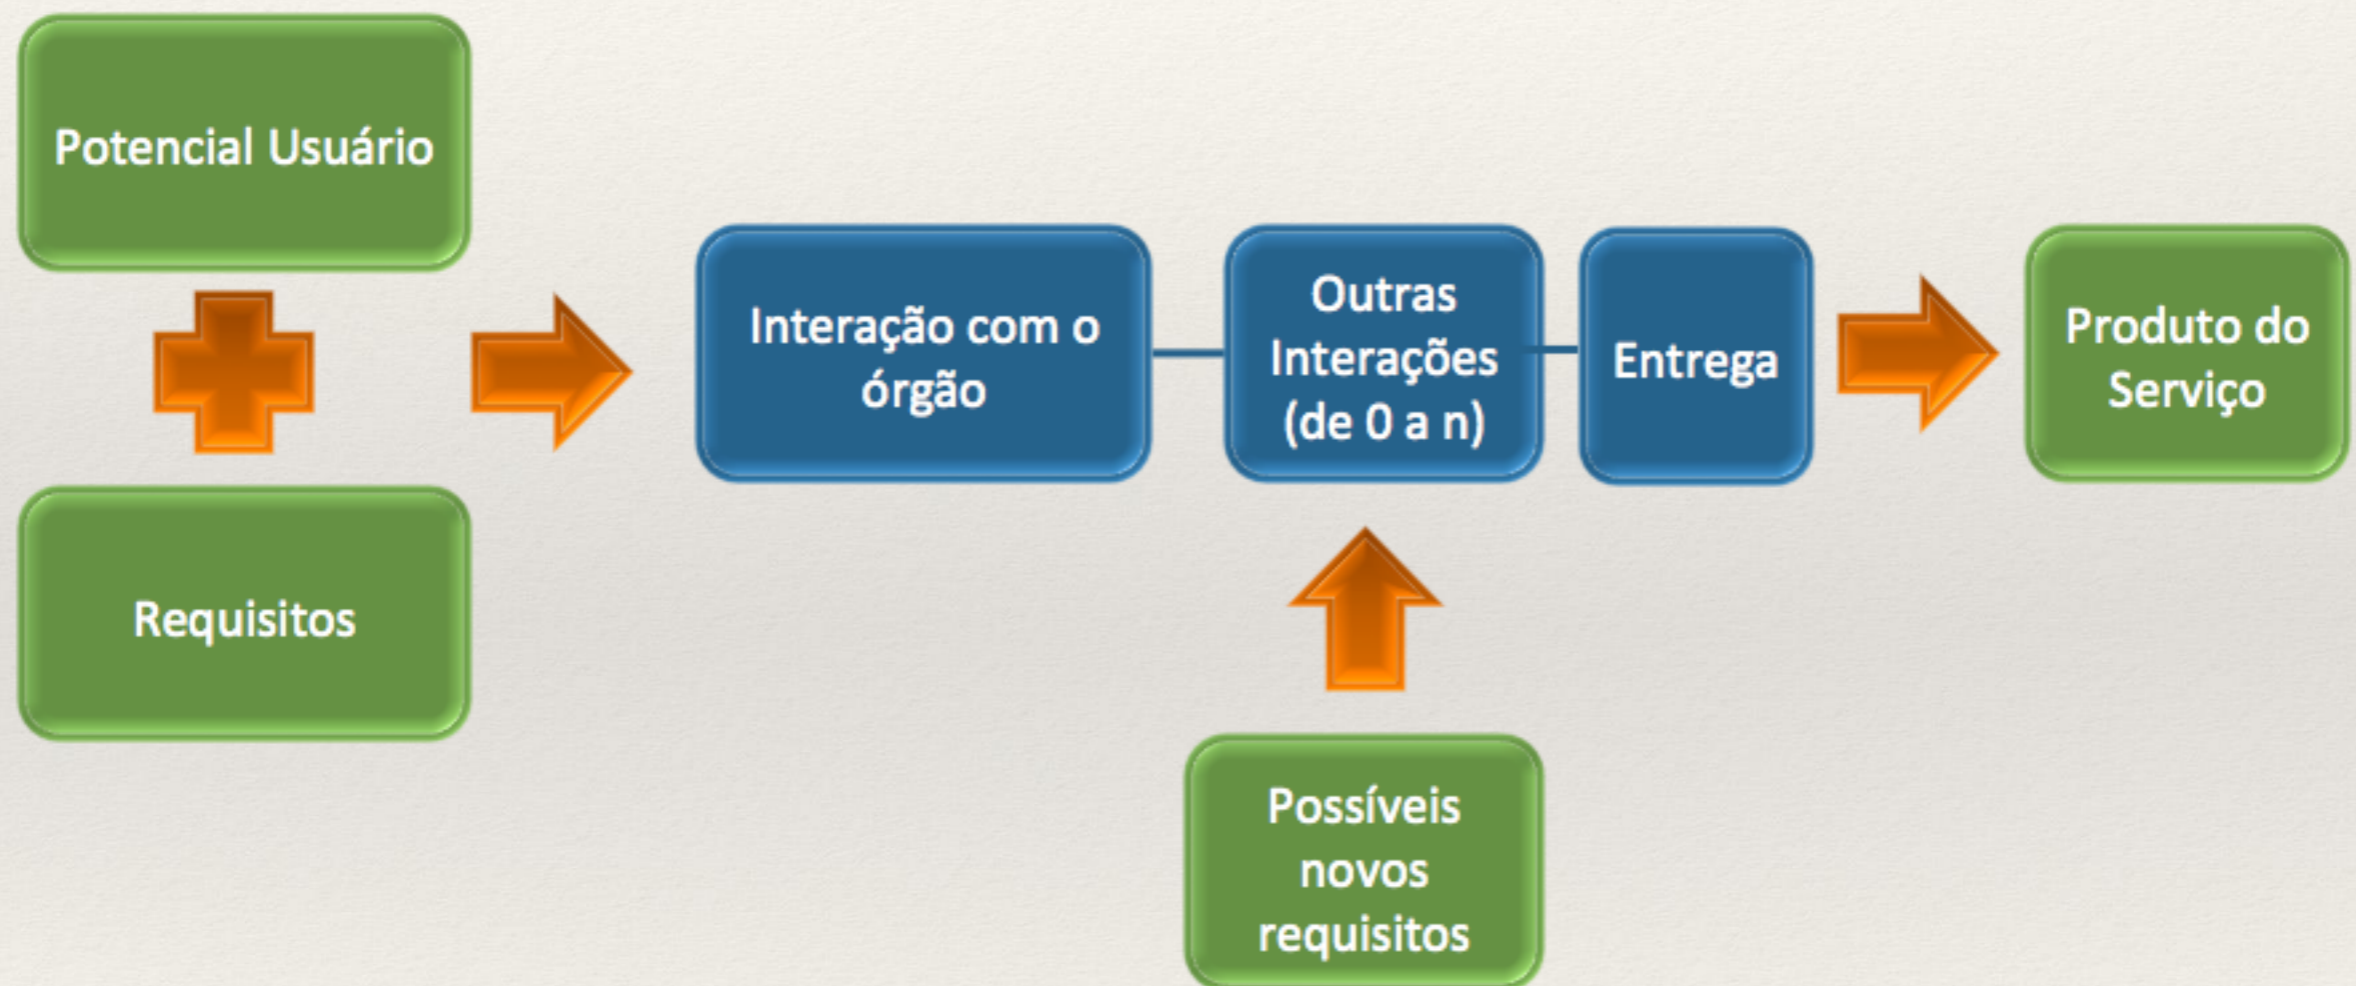 Potencial Usuário
Requisitos
Interação com o
órgão
Outras
Interações
(de 0 a n)
Entrega
Produto do
Serviço
Possíveis
novos
requisitos